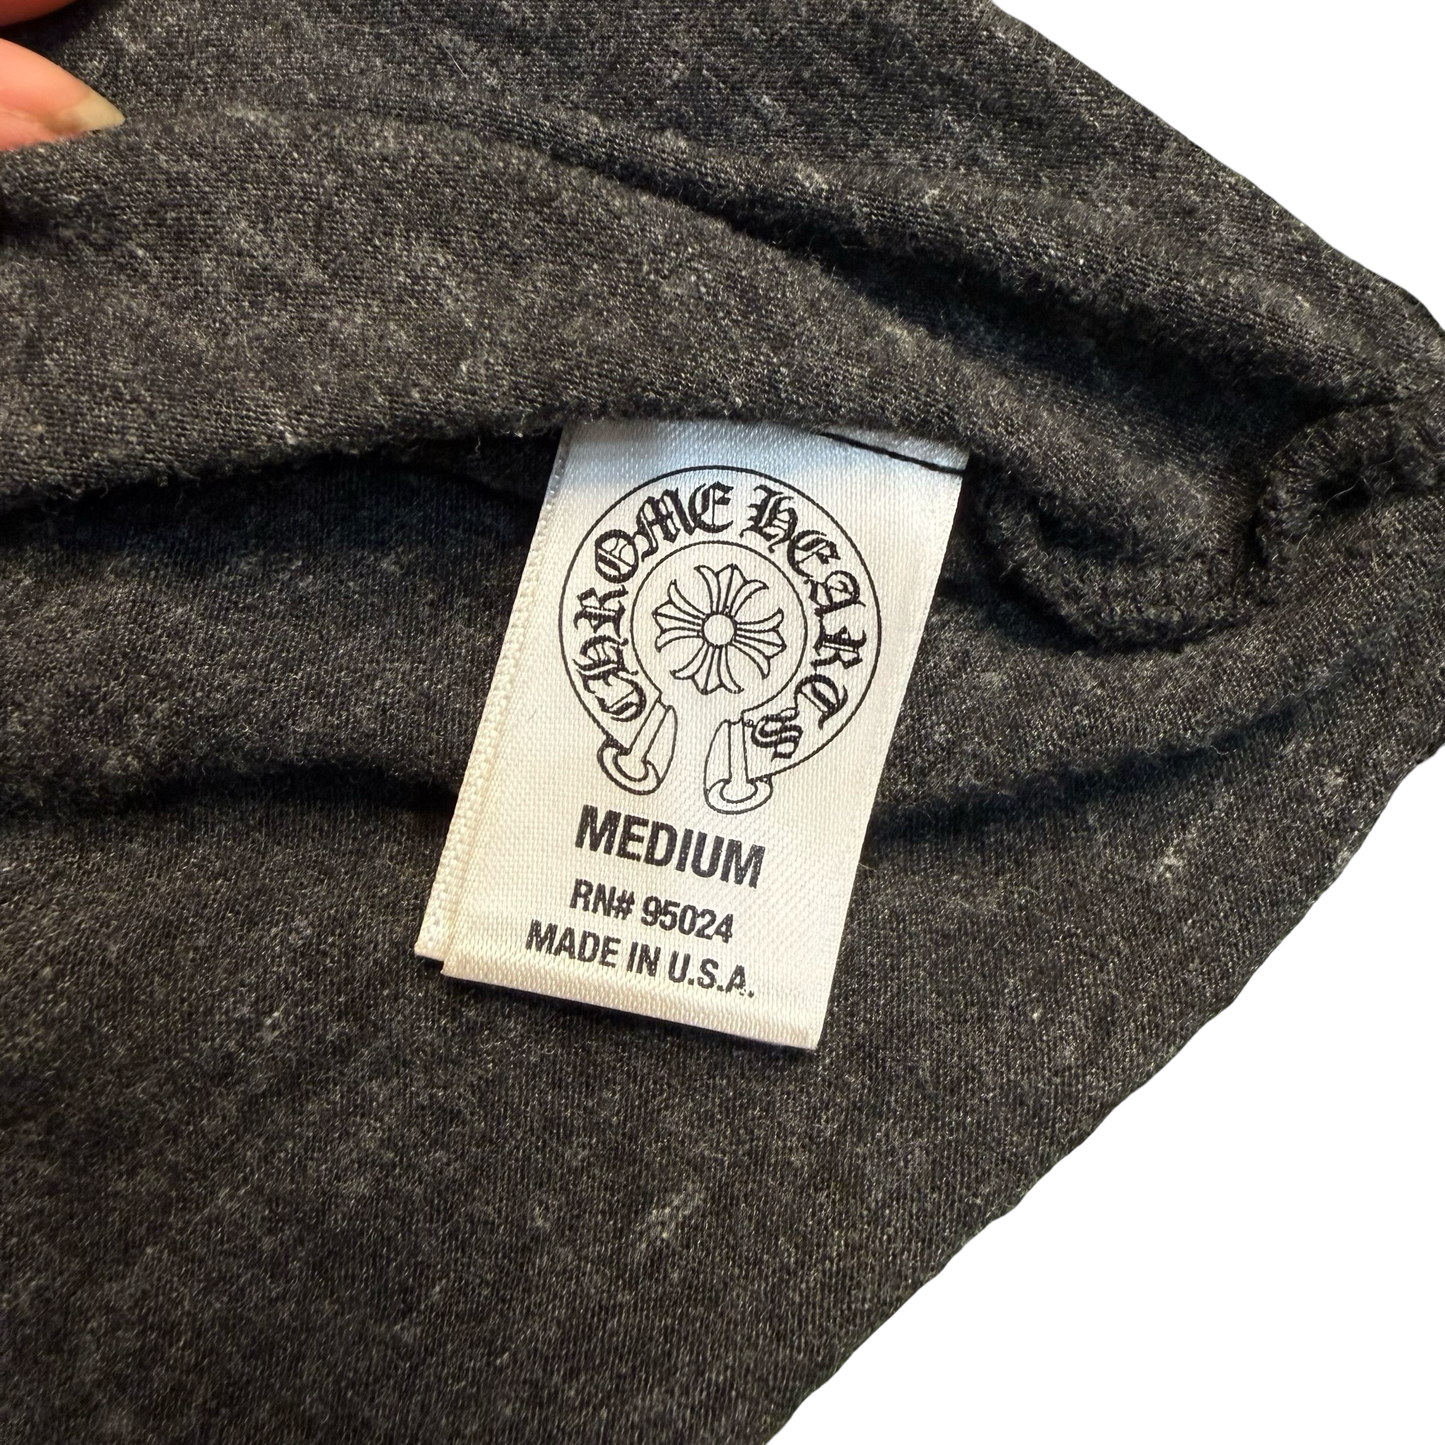 CHROME HEARTS
MEDIUM
RN# 95024
MADE IN U.S.A.